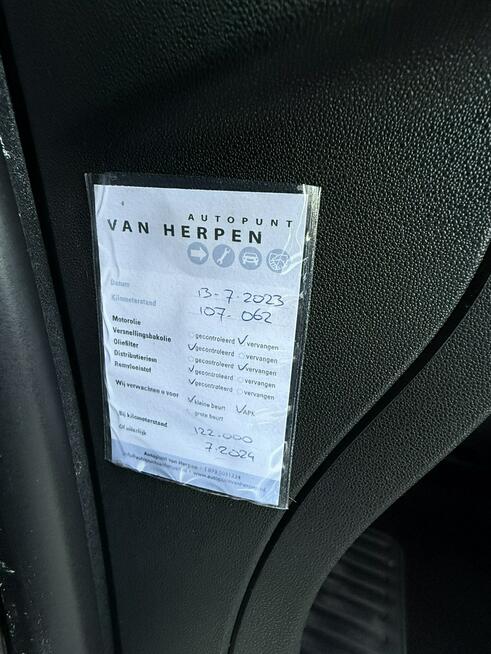 AUTOPUNT
VAN HERPEN
Datum 13-7-2023
Kilometerstand 107-062
Motorolie gecontroleerd ✓ vervangen
Versnellingsbakolie ✓ gecontroleerd vervangen
Oliefilter gecontroleerd ✓ vervangen
Distributieriem ✓ gecontroleerd vervangen
Remvloeistof ✓ gecontroleerd vervangen
Wij verwachten u voor ✓ kleine beurt ✓ APK
grote beurt
Bij kilometerstand 122.000
Of uiterlijk 7.2024
Autopunt van Herpen